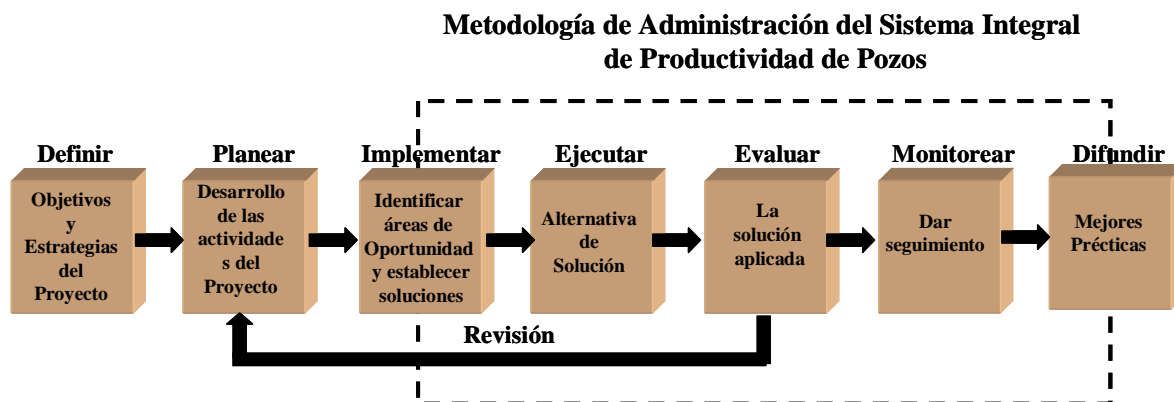 Metodología de Administración del Sistema Integral
de Productividad de Pozos
Definir
Objetivos
y
Estrategias
del
Proyecto
Planear
Desarrollo
de las
actividade
s del
Proyecto
Implementar
Identificar
áreas de
Oportunidad
y establecer
soluciones
Ejecutar
Alternativa
de
Solución
Evaluar
La
solución
aplicada
Monitorear
Dar
seguimiento
Difundir
Mejores
Précticas
Revisión